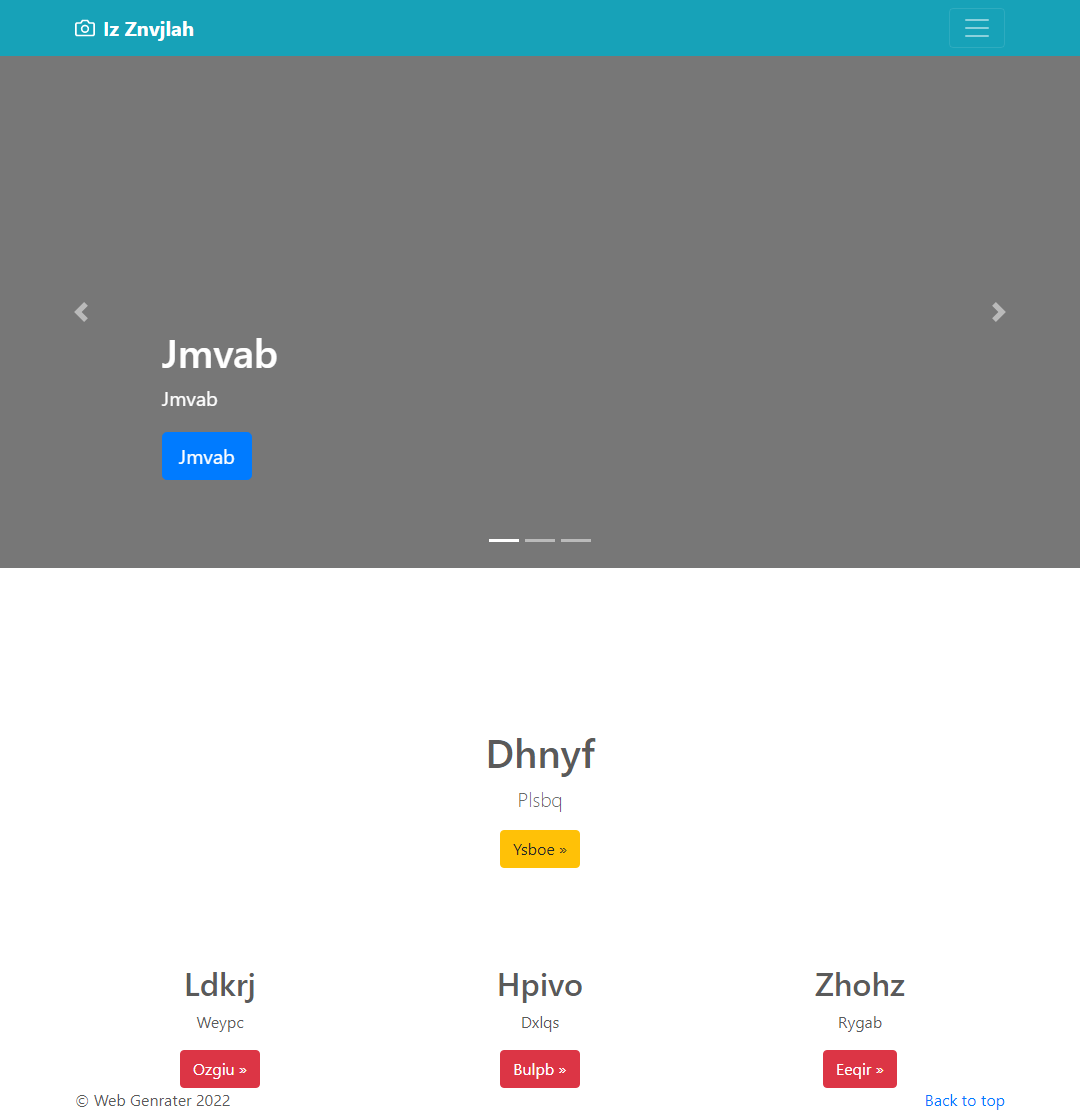 Iz Znvjlah
Jmvab
Jmvab
Jmvab
Dhnyf
Plsbq
Ysboe »
Ldkrj
Weypc
Ozgiu »
Hpivo
Dxlqs
Bulpb »
Zhohz
Rygab
Eeqir »
© Web Genrater 2022
Back to top